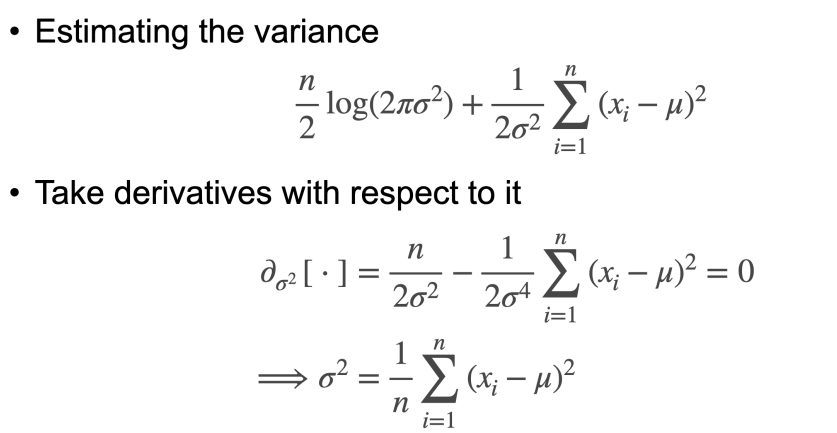 • Estimating the variance
n/2 log(2πσ²) + 1/(2σ²) ∑_{i=1}^{n} (x_i − μ)²
• Take derivatives with respect to it
∂_{σ²} [ · ] = n/(2σ²) − 1/(2σ⁴) ∑_{i=1}^{n} (x_i − μ)² = 0
⟹ σ² = 1/n ∑_{i=1}^{n} (x_i − μ)²